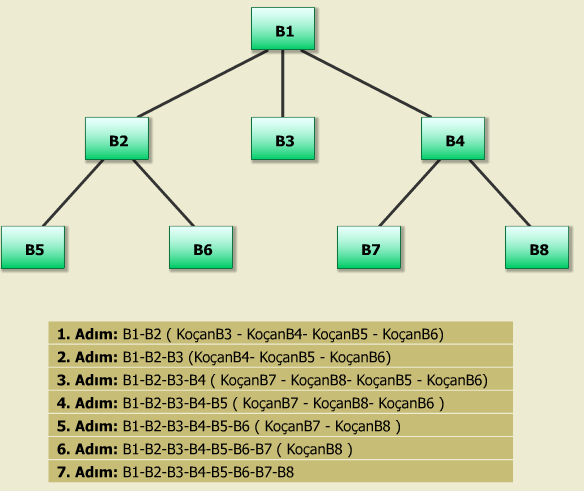 B1
B2
B3
B4
B5
B6
B7
B8
1. Adım: B1-B2 ( KoçanB3 - KoçanB4- KoçanB5 - KoçanB6)
2. Adım: B1-B2-B3 (KoçanB4- KoçanB5 - KoçanB6)
3. Adım: B1-B2-B3-B4 ( KoçanB7 - KoçanB8- KoçanB5 - KoçanB6)
4. Adım: B1-B2-B3-B4-B5 ( KoçanB7 - KoçanB8- KoçanB6 )
5. Adım: B1-B2-B3-B4-B5-B6 ( KoçanB7 - KoçanB8 )
6. Adım: B1-B2-B3-B4-B5-B6-B7 ( KoçanB8 )
7. Adım: B1-B2-B3-B4-B5-B6-B7-B8